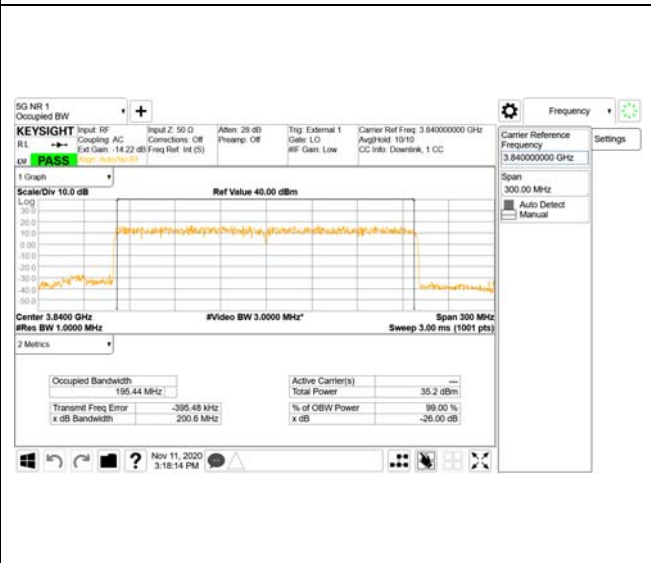 5G NR 1
Occupied BW
Frequency
KEYSIGHT
Input: RF
Input Z: 50 Ω
Atten: 28 dB
Trig: External 1
Carrier Ref Freq: 3.840000000 GHz
RL
Coupling: AC
Corrections: Off
Preamp: Off
Gate: LO
Avg|Hold: 10/10
Ext Gain: -14.22 dB
Freq Ref: Int (S)
#IF Gain: Low
CC Info: Downlink, 1 CC
PASS
Align: Auto/No RF
Carrier Reference
Frequency
3.840000000 GHz
Settings
Span
300.00 MHz
Auto Detect
Manual
1 Graph
Scale/Div 10.0 dB
Ref Value 40.00 dBm
Log
30.0
20.0
10.0
0.00
-10.0
-20.0
-30.0
-40.0
-50.0
Center 3.8400 GHz
#Video BW 3.0000 MHz*
Span 300 MHz
#Res BW 1.0000 MHz
Sweep 3.00 ms (1001 pts)
2 Metrics
Occupied Bandwidth
195.44 MHz
Active Carrier(s)
---
Total Power
35.2 dBm
Transmit Freq Error
-395.48 kHz
% of OBW Power
99.00 %
x dB Bandwidth
200.6 MHz
x dB
-26.00 dB
?
Nov 11, 2020
3:18:14 PM